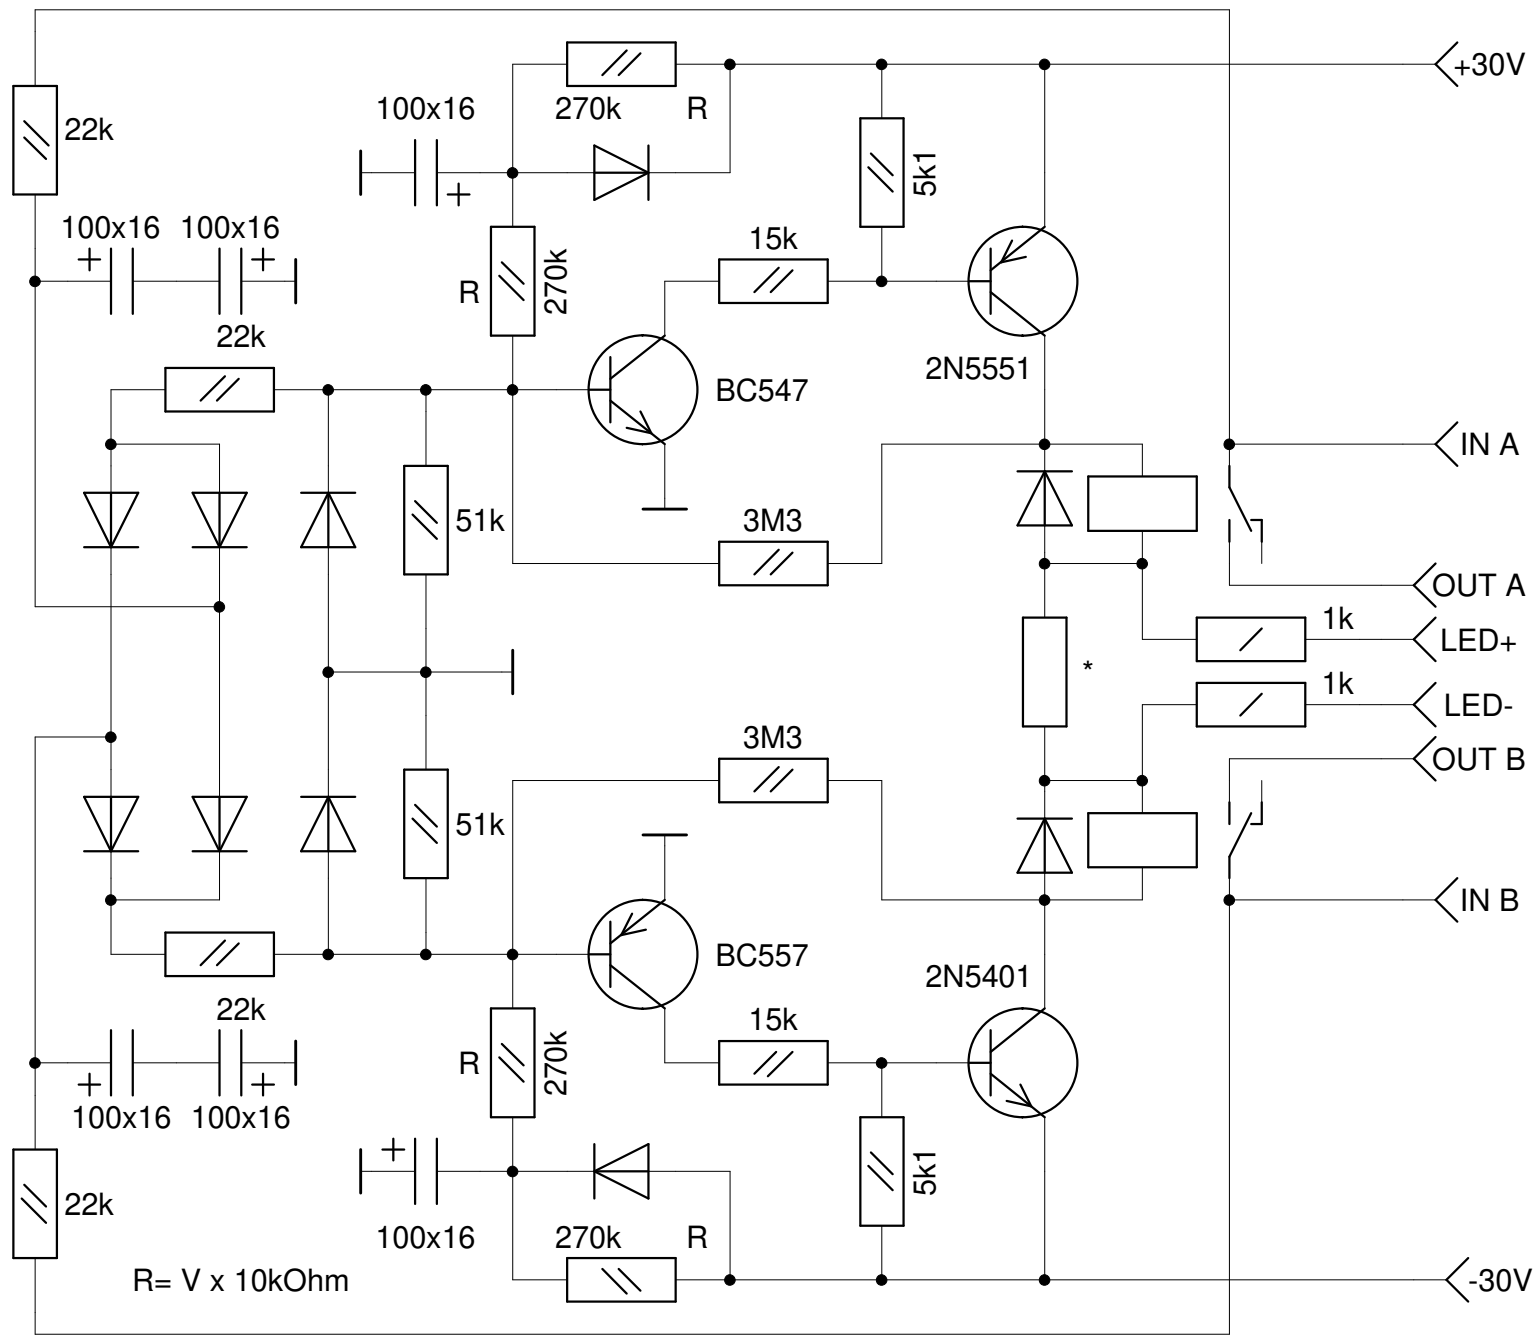 +30V
270k R
100x16
22k
5k1
100x16 100x16
15k
R 270k
22k
2N5551
BC547
IN A
51k
3M3
OUT A
1k
LED+
*
1k
LED-
3M3
OUT B
51k
IN B
BC557
2N5401
22k
15k
R 270k
100x16 100x16
5k1
22k
100x16
270k R
R= V x 10kOhm
-30V